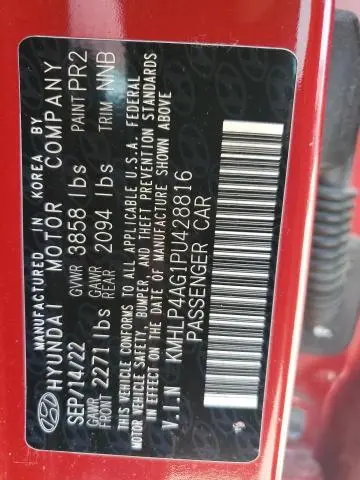 MANUFACTURED IN KOREA BY
HYUNDAI MOTOR COMPANY
SEP/14/22 GVWR 3858 lbs PAINT PR2
GAWR FRONT 2271 lbs GAWR REAR 2094 lbs TRIM NNB
THIS VEHICLE CONFORMS TO ALL APPLICABLE U.S.A. FEDERAL
MOTOR VEHICLE SAFETY, BUMPER, AND THEFT PREVENTION STANDARDS
IN EFFECT ON THE DATE OF MANUFACTURE SHOWN ABOVE
V.I.N KMHLP4AG1PU428816
PASSENGER CAR